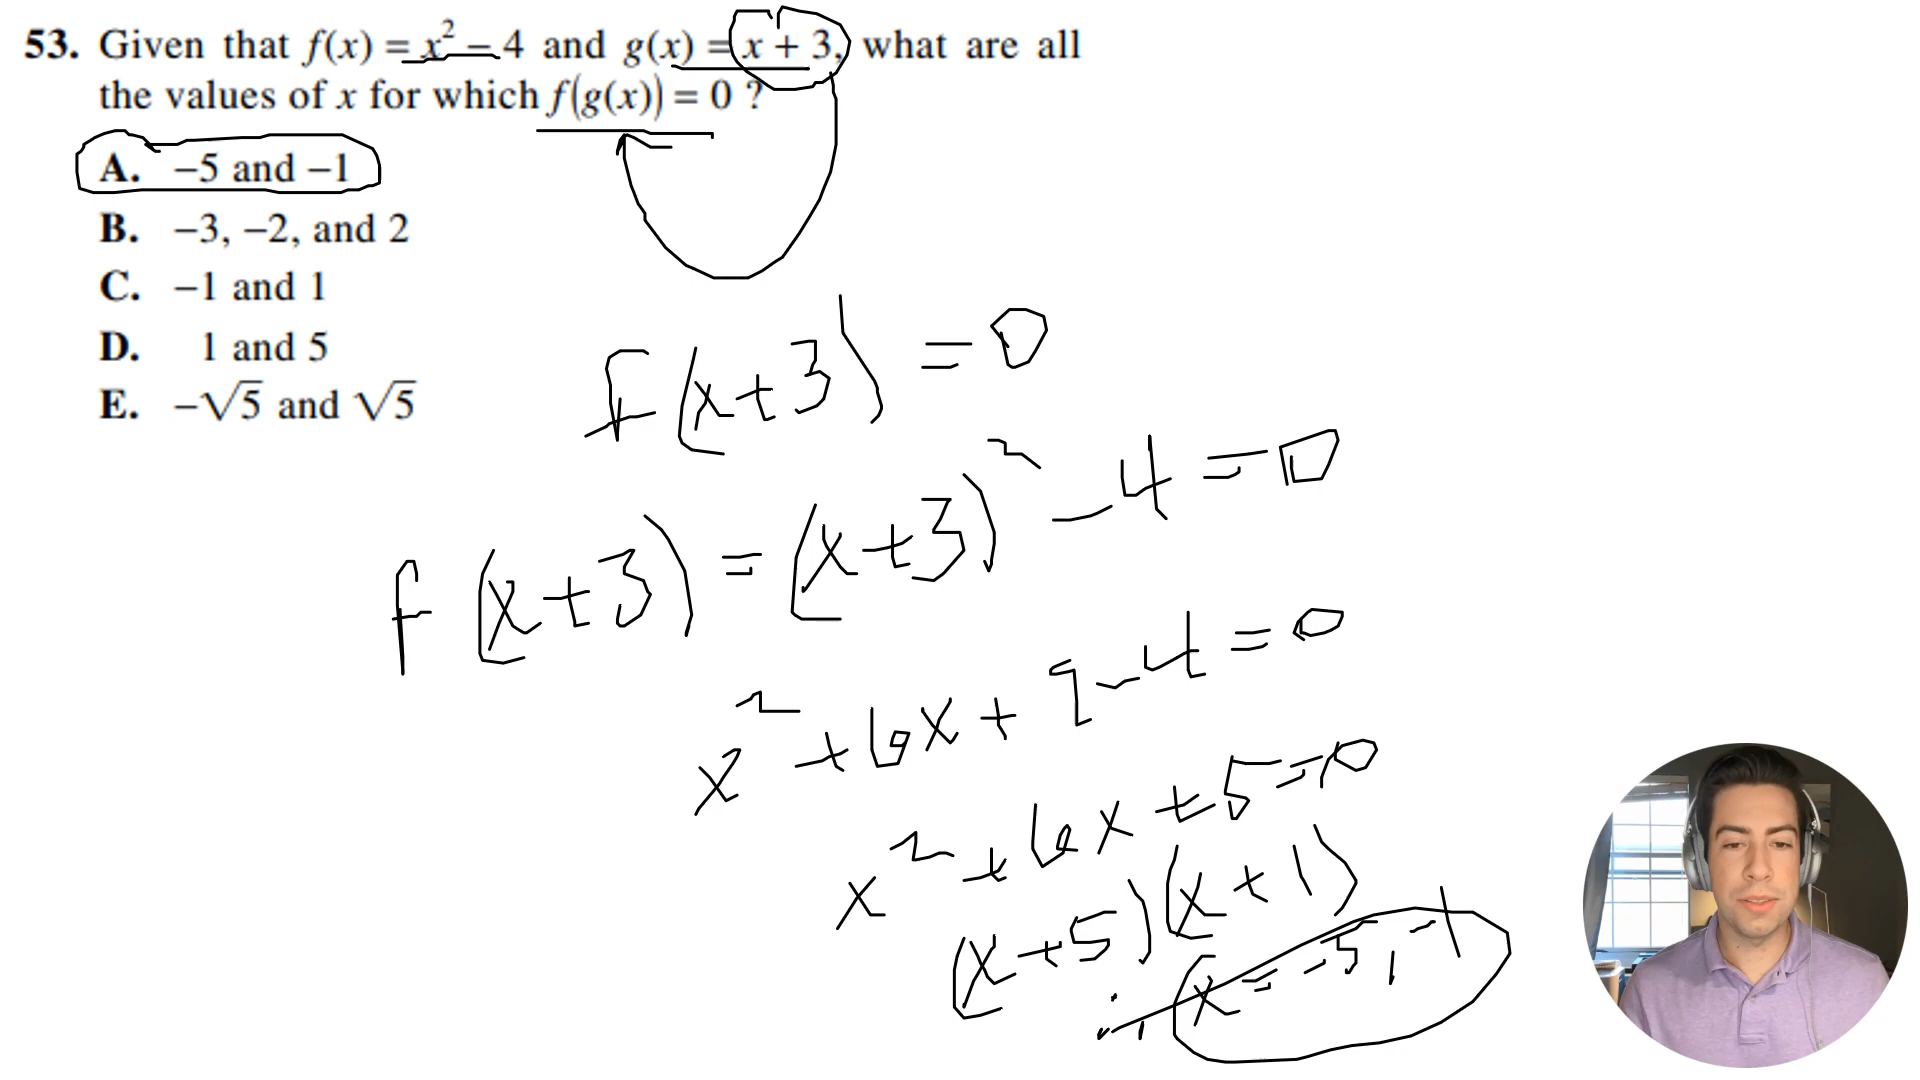 53. Given that f(x) = x² − 4 and g(x) = x + 3, what are all
the values of x for which f(g(x)) = 0 ?
A. −5 and −1
B. −3, −2, and 2
C. −1 and 1
D. 1 and 5
E. −√5 and √5
f(x+3) = 0
f(x+3) = (x+3)² − 4 = 0
x² + 6x + 9 − 4 = 0
x² + 6x + 5 = 0
(x+5)(x+1)
x = −5, −1